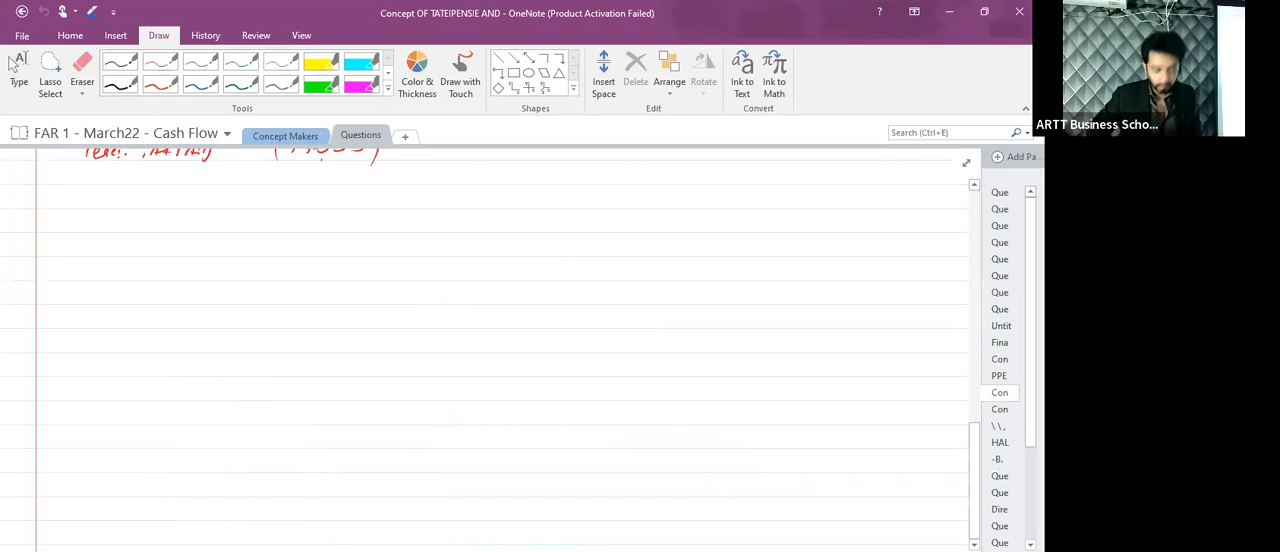 Concept OF TATEIPENSIE AND - OneNote (Product Activation Failed)
File Home Insert Draw History Review View
Type Lasso Select Eraser Color & Thickness Draw with Touch Insert Space Delete Arrange Rotate Ink to Text Ink to Math
Tools Shapes Edit Convert
FAR 1 - March22 - Cash Flow Concept Makers Questions Search (Ctrl+E)
ARTT Business Scho...
Add Pa
Que
Que
Que
Que
Que
Que
Que
Que
Untit
Fina
Con
PPE
Con
Con
\\,
HAL
-B.
Que
Que
Dire
Que
Que